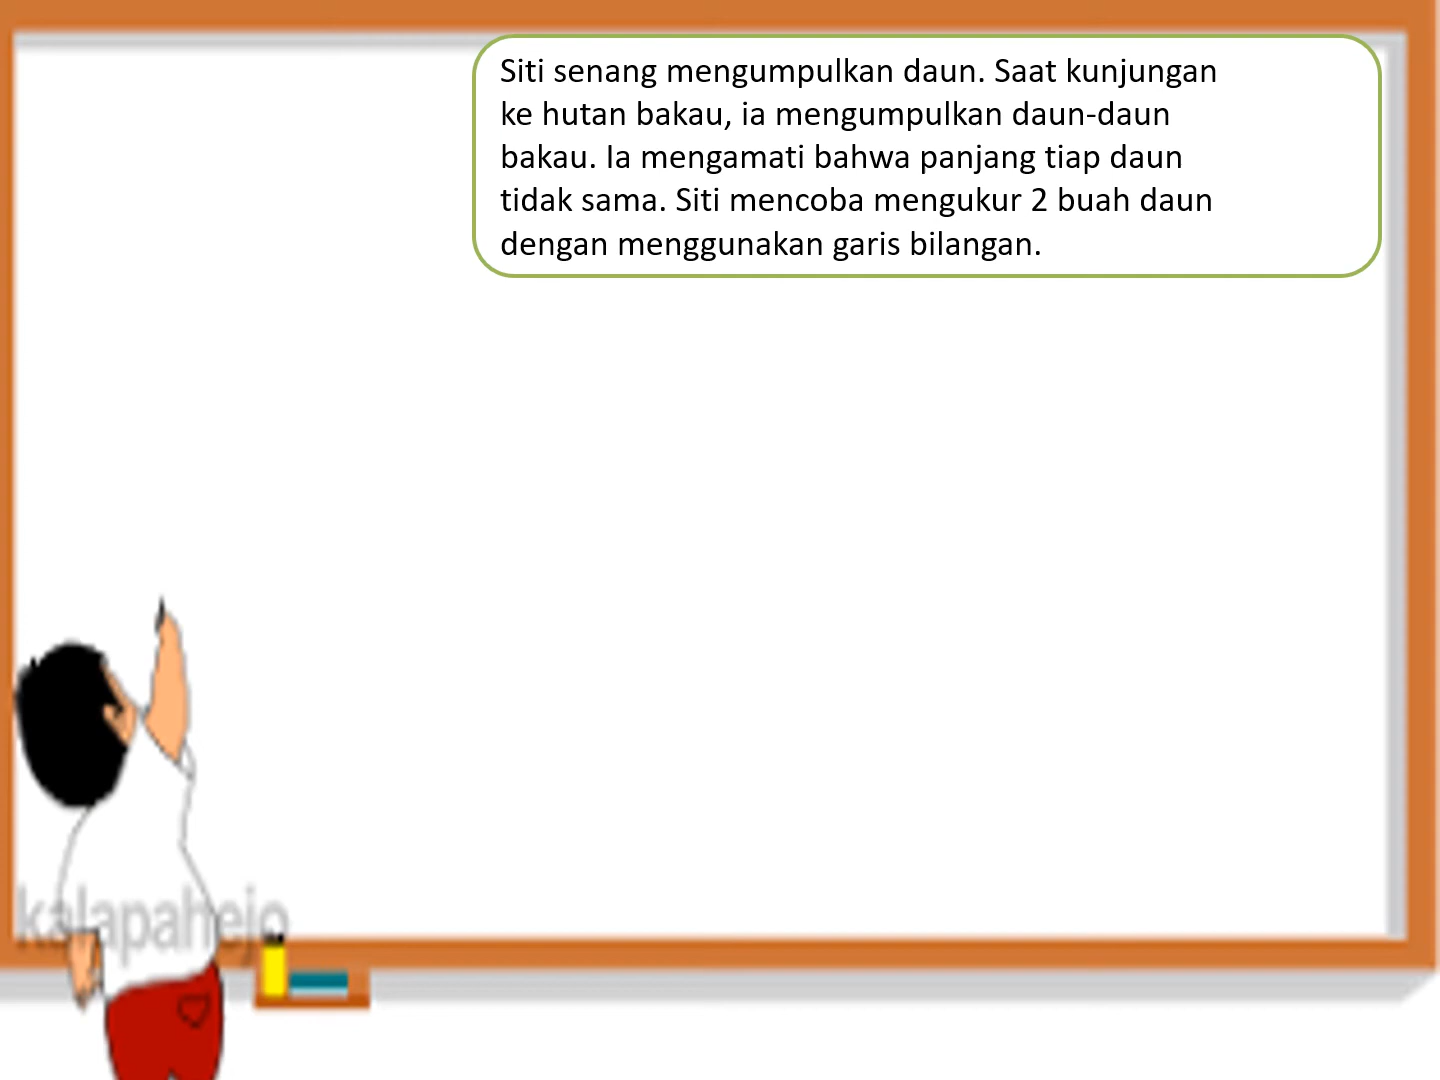 Siti senang mengumpulkan daun. Saat kunjungan
ke hutan bakau, ia mengumpulkan daun-daun
bakau. Ia mengamati bahwa panjang tiap daun
tidak sama. Siti mencoba mengukur 2 buah daun
dengan menggunakan garis bilangan.
kalapahejo